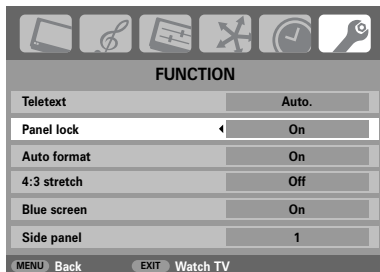 FUNCTION
Teletext Auto.
Panel lock On
Auto format On
4:3 stretch Off
Blue screen On
Side panel 1
MENU Back EXIT Watch TV